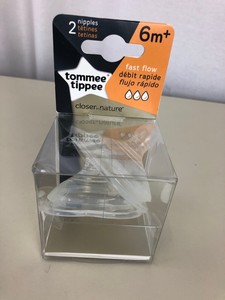 2 nipples
tétines
tetinas
6m+
tommee
tippee
fast flow
débit rapide
flujo rápido
closer to nature